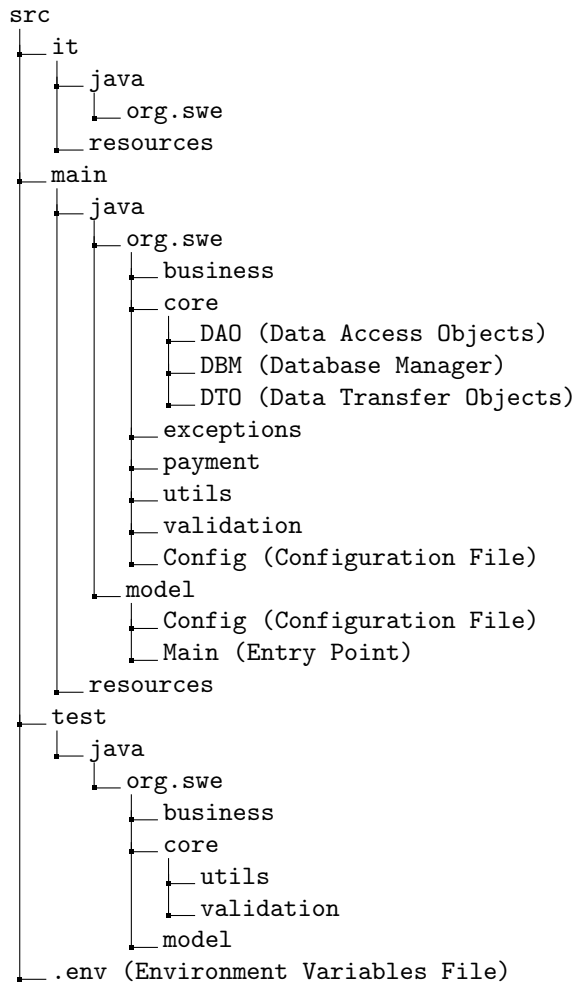 src
it
java
org.swe
resources
main
java
org.swe
business
core
DAO (Data Access Objects)
DBM (Database Manager)
DTO (Data Transfer Objects)
exceptions
payment
utils
validation
Config (Configuration File)
model
Config (Configuration File)
Main (Entry Point)
resources
test
java
org.swe
business
core
utils
validation
model
.env (Environment Variables File)